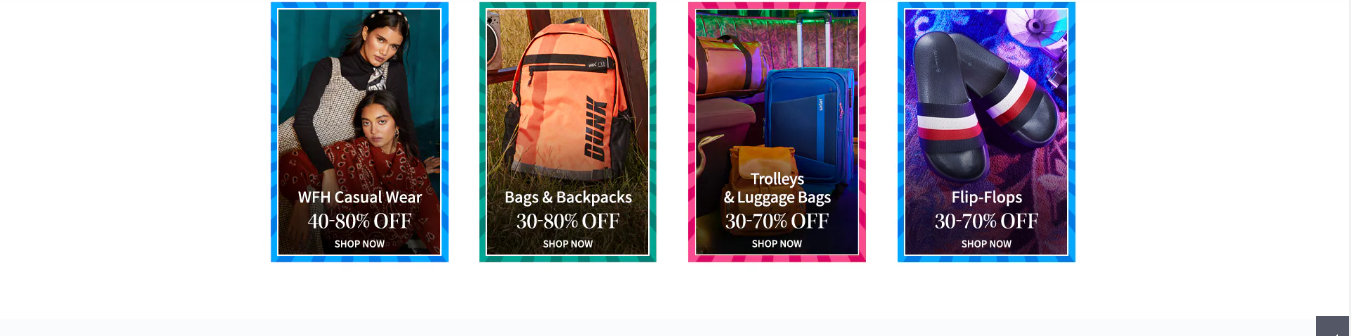 WFH Casual Wear
40-80% OFF
SHOP NOW
DUNK
Bags & Backpacks
30-80% OFF
SHOP NOW
Trolleys
& Luggage Bags
30-70% OFF
SHOP NOW
Flip-Flops
30-70% OFF
SHOP NOW